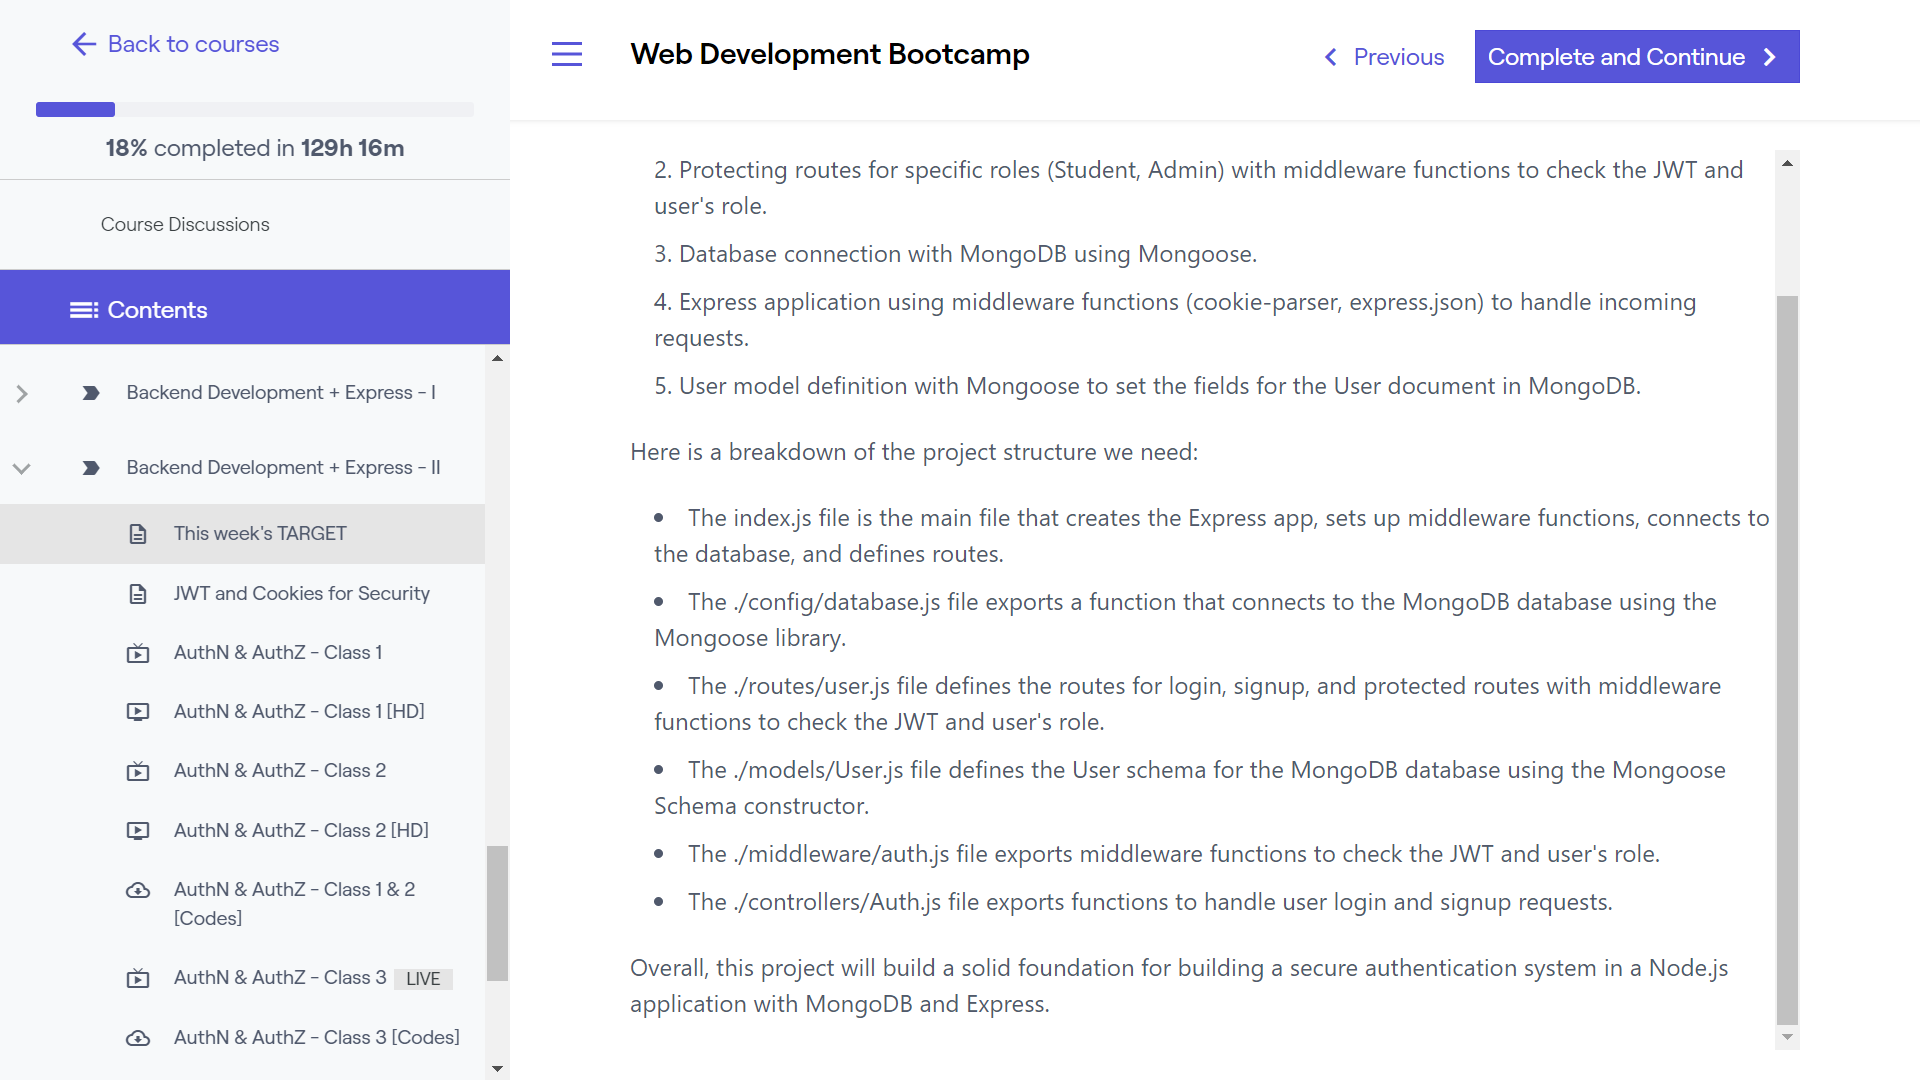 Back to courses
18% completed in 129h 16m
Course Discussions
Contents
Backend Development + Express - I
Backend Development + Express - II
This week's TARGET
JWT and Cookies for Security
AuthN & AuthZ - Class 1
AuthN & AuthZ - Class 1 [HD]
AuthN & AuthZ - Class 2
AuthN & AuthZ - Class 2 [HD]
AuthN & AuthZ - Class 1 & 2
[Codes]
AuthN & AuthZ - Class 3 LIVE
AuthN & AuthZ - Class 3 [Codes]
Web Development Bootcamp
Previous
Complete and Continue
2. Protecting routes for specific roles (Student, Admin) with middleware functions to check the JWT and
user's role.
3. Database connection with MongoDB using Mongoose.
4. Express application using middleware functions (cookie-parser, express.json) to handle incoming
requests.
5. User model definition with Mongoose to set the fields for the User document in MongoDB.
Here is a breakdown of the project structure we need:
• The index.js file is the main file that creates the Express app, sets up middleware functions, connects to
the database, and defines routes.
• The ./config/database.js file exports a function that connects to the MongoDB database using the
Mongoose library.
• The ./routes/user.js file defines the routes for login, signup, and protected routes with middleware
functions to check the JWT and user's role.
• The ./models/User.js file defines the User schema for the MongoDB database using the Mongoose
Schema constructor.
• The ./middleware/auth.js file exports middleware functions to check the JWT and user's role.
• The ./controllers/Auth.js file exports functions to handle user login and signup requests.
Overall, this project will build a solid foundation for building a secure authentication system in a Node.js
application with MongoDB and Express.